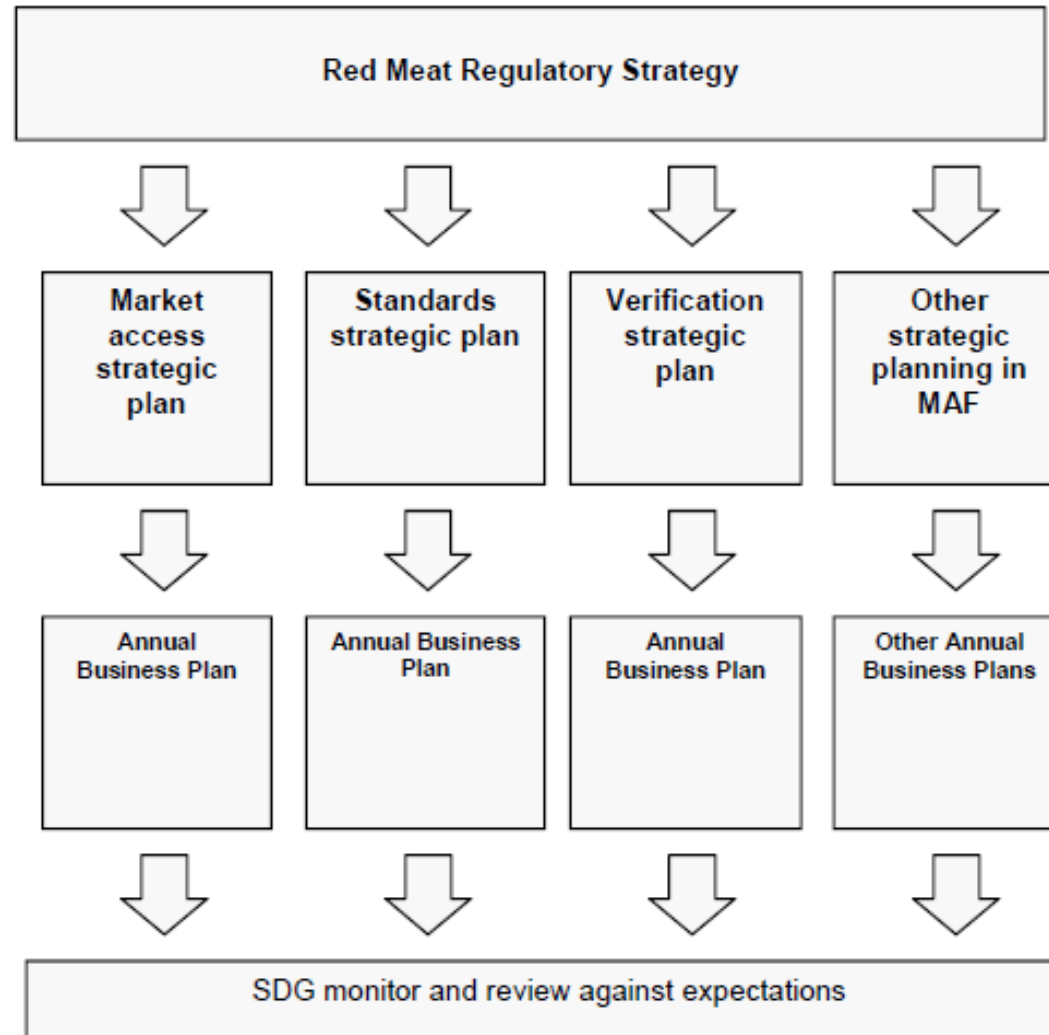 Red Meat Regulatory Strategy
Market
access
strategic
plan
Standards
strategic plan
Verification
strategic
plan
Other
strategic
planning in
MAF
Annual
Business Plan
Annual Business
Plan
Annual
Business Plan
Other Annual
Business Plans
SDG monitor and review against expectations